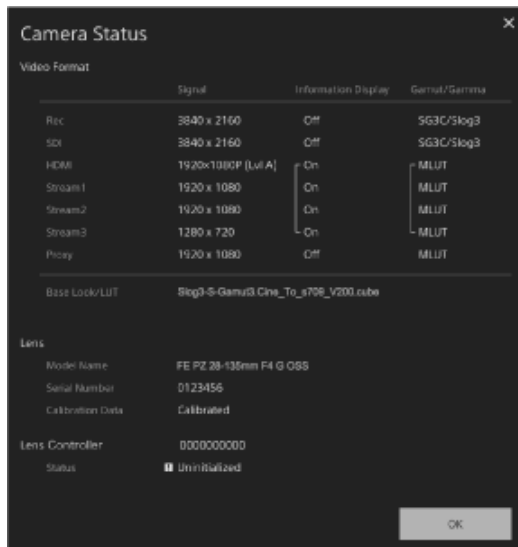 Camera Status
Video Format
Signal Information Display Gamut/Gamma
Rec 3840 x 2160 Off SG3C/Slog3
SDI 3840 x 2160 Off SG3C/Slog3
HDMI 1920×1080P (Lvl A) On MLUT
Stream1 1920 x 1080 On MLUT
Stream2 1920 x 1080 On MLUT
Stream3 1280 x 720 On MLUT
Proxy 1920 x 1080 Off MLUT
Base Look/LUT Slog3-S-Gamut3.Cine_To_s709_V200.cube
Lens
Model Name FE PZ 28-135mm F4 G OSS
Serial Number 0123456
Calibration Data Calibrated
Lens Controller 0000000000
Status Uninitialized
OK